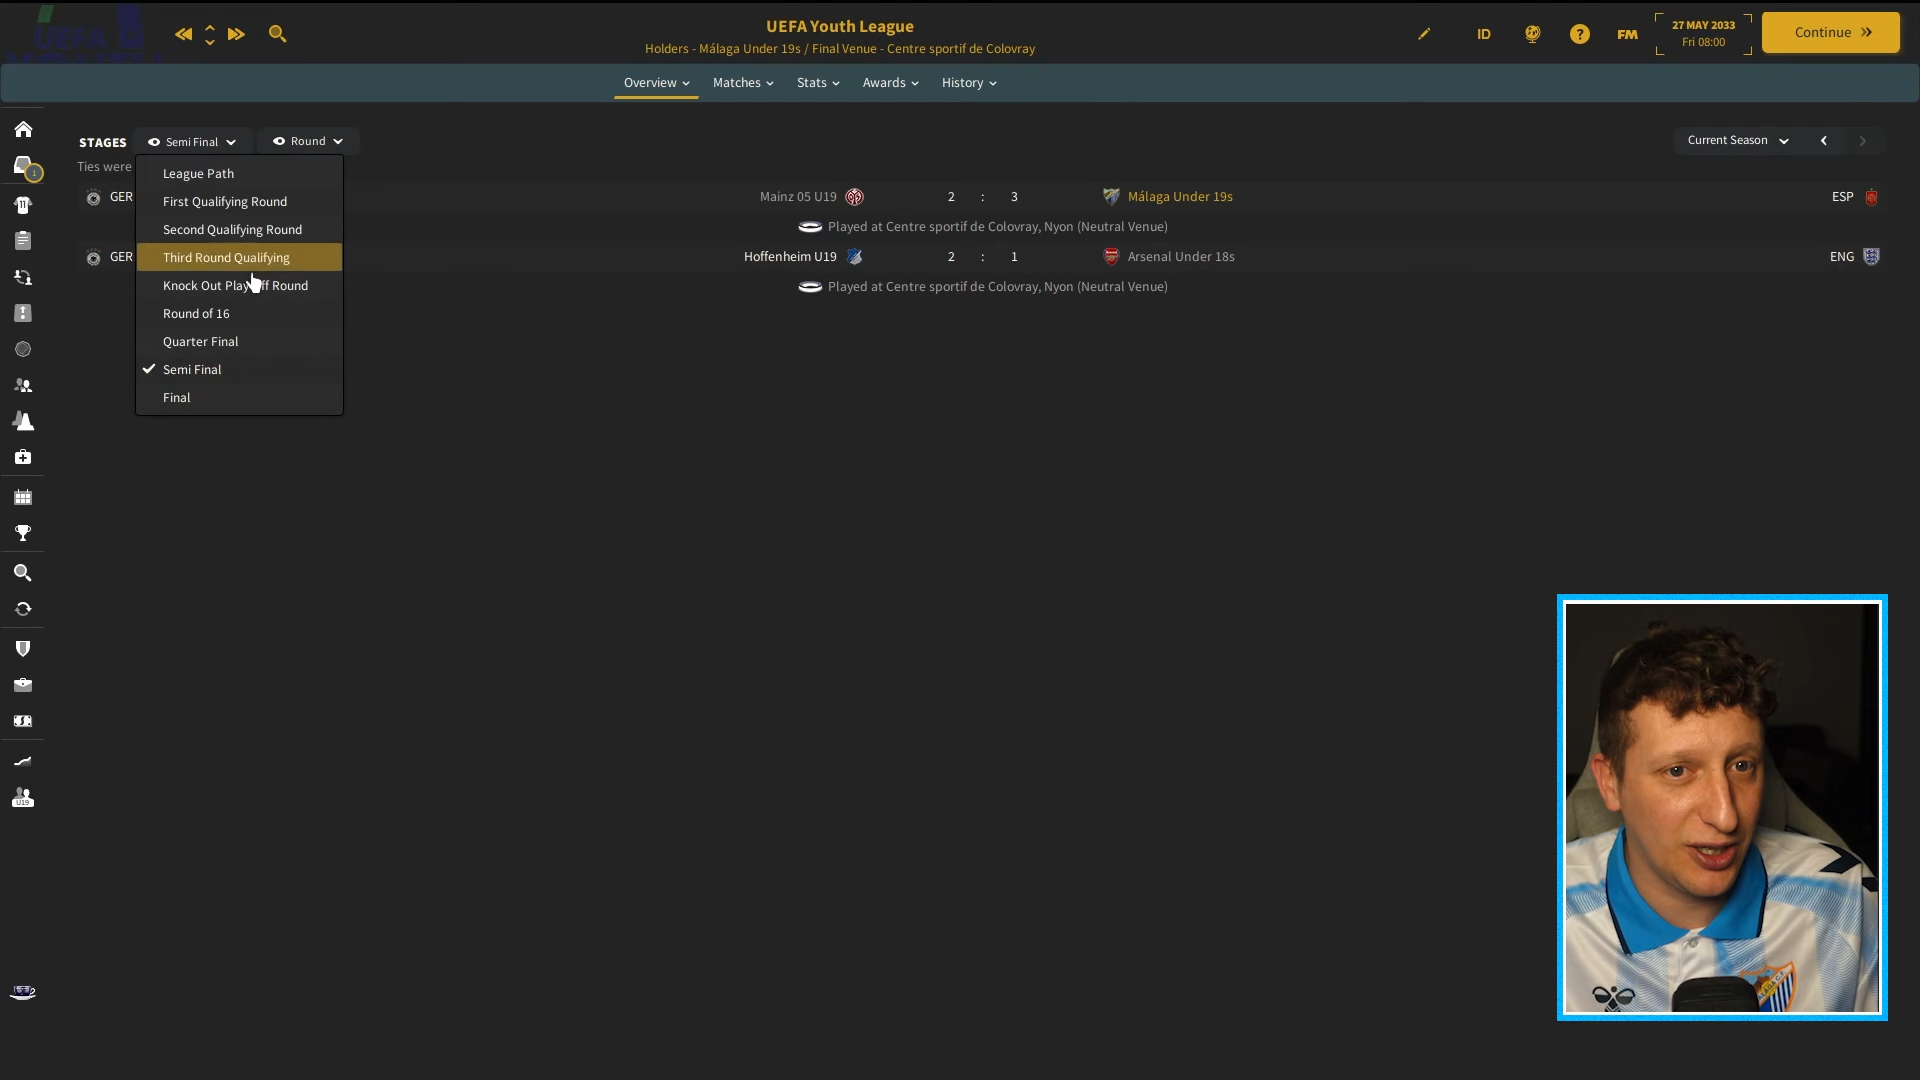 UEFA Youth League
Holders - Málaga Under 19s / Final Venue - Centre sportif de Colovray
ID
FM
27 MAY 2033
Fri 08:00
Continue
Overview
Matches
Stats
Awards
History
STAGES
Semi Final
Round
Current Season
Ties were
League Path
First Qualifying Round
Second Qualifying Round
Third Round Qualifying
Knock Out Play ff Round
Round of 16
Quarter Final
Semi Final
Final
GER Mainz 05 U19 2 : 3 Málaga Under 19s ESP
Played at Centre sportif de Colovray, Nyon (Neutral Venue)
GER Hoffenheim U19 2 : 1 Arsenal Under 18s ENG
Played at Centre sportif de Colovray, Nyon (Neutral Venue)
1
11
U19